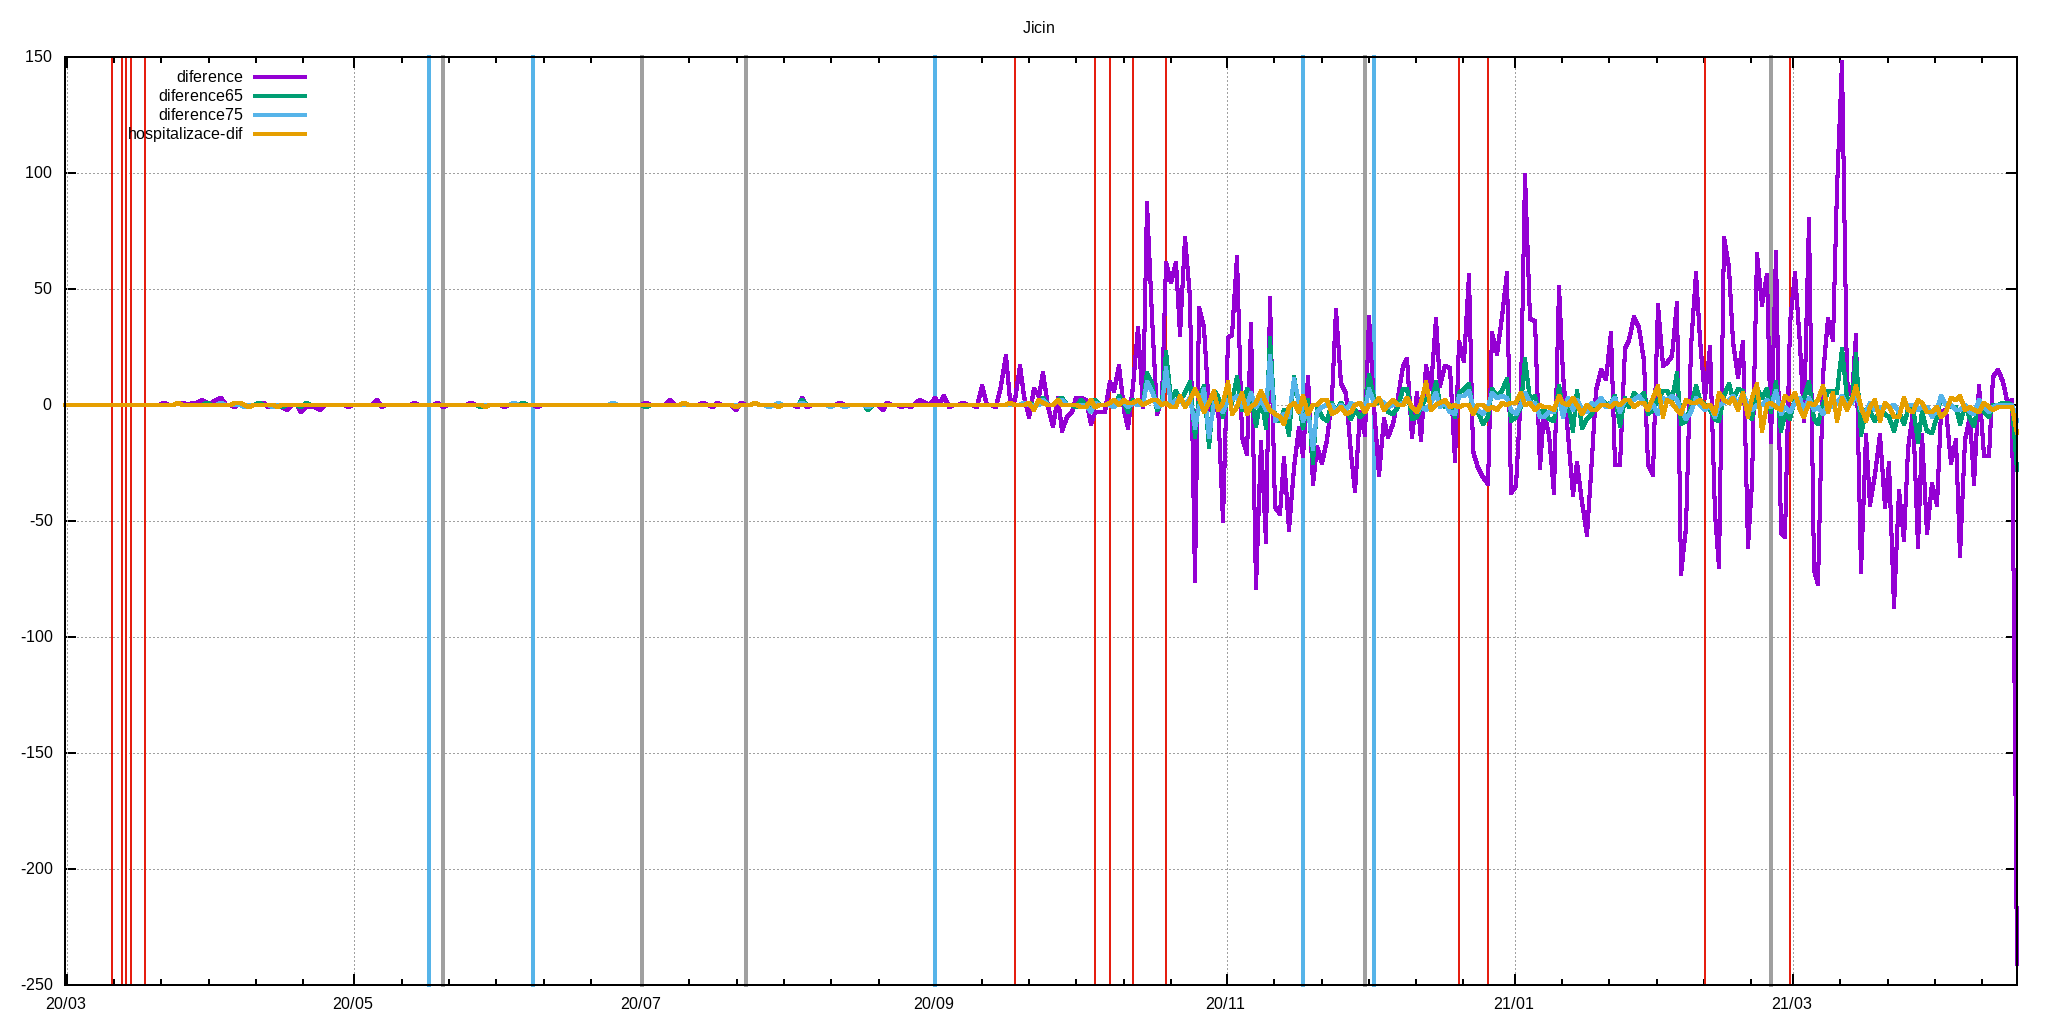 Jicin
150
diference
diference65
diference75
hospitalizace-dif
100
50
0
-50
-100
-150
-200
-250
20/03 20/05 20/07 20/09 20/11 21/01 21/03